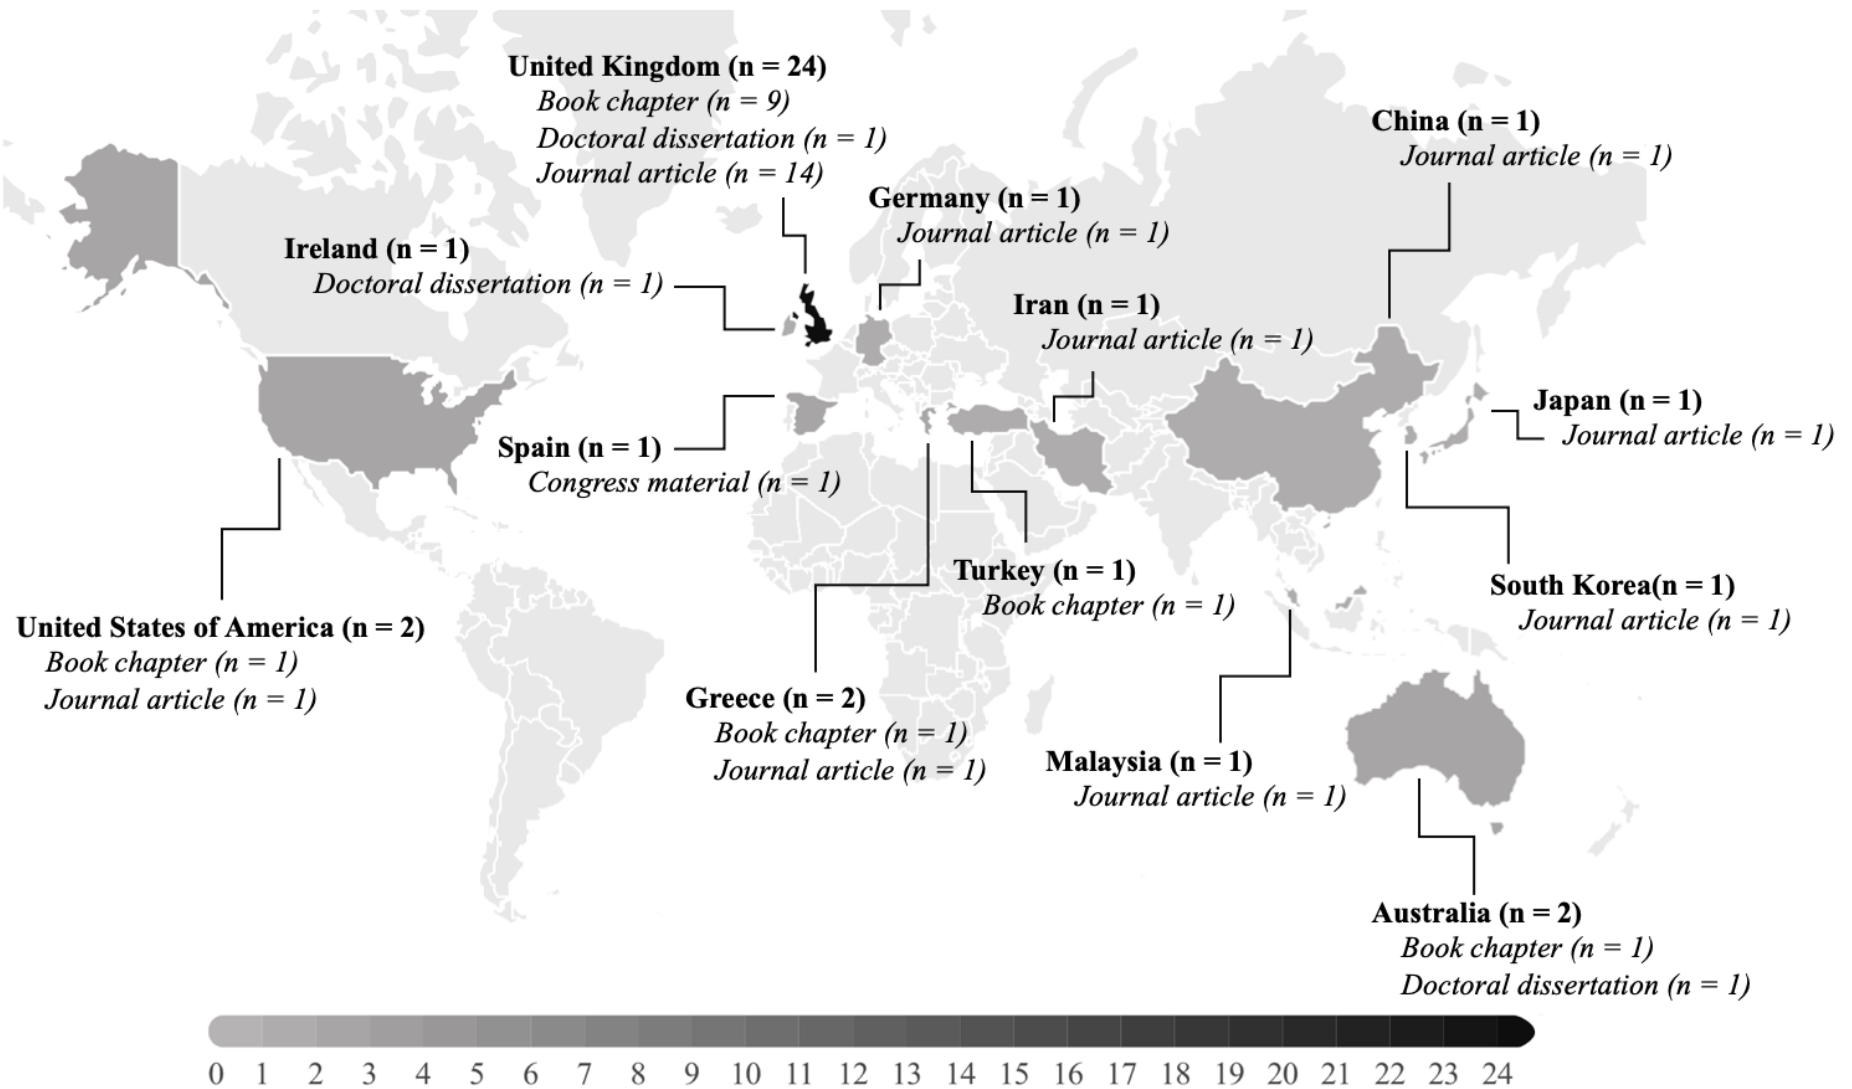 United Kingdom (n = 24)
Book chapter (n = 9)
Doctoral dissertation (n = 1)
Journal article (n = 14)
China (n = 1)
Journal article (n = 1)
Germany (n = 1)
Journal article (n = 1)
Ireland (n = 1)
Doctoral dissertation (n = 1)
Iran (n = 1)
Journal article (n = 1)
Japan (n = 1)
Journal article (n = 1)
Spain (n = 1)
Congress material (n = 1)
Turkey (n = 1)
Book chapter (n = 1)
South Korea(n = 1)
Journal article (n = 1)
United States of America (n = 2)
Book chapter (n = 1)
Journal article (n = 1)
Greece (n = 2)
Book chapter (n = 1)
Journal article (n = 1)
Malaysia (n = 1)
Journal article (n = 1)
Australia (n = 2)
Book chapter (n = 1)
Doctoral dissertation (n = 1)
0 1 2 3 4 5 6 7 8 9 10 11 12 13 14 15 16 17 18 19 20 21 22 23 24